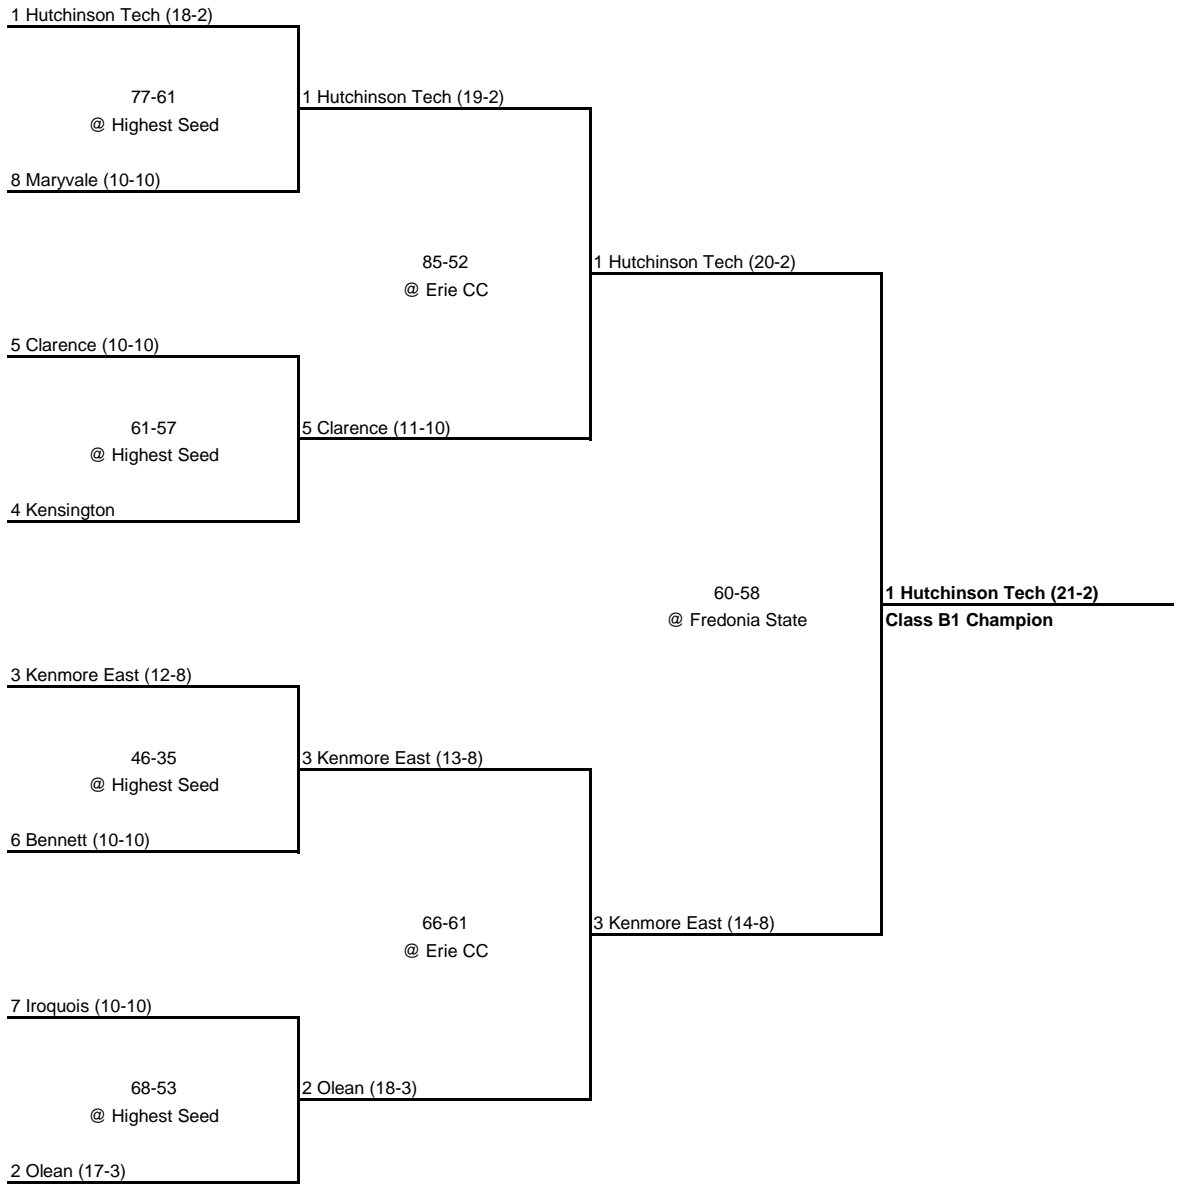 1 Hutchinson Tech (18-2)
77-61
1 Hutchinson Tech (19-2)
@ Highest Seed
8 Maryvale (10-10)
85-52
1 Hutchinson Tech (20-2)
@ Erie CC
5 Clarence (10-10)
61-57
5 Clarence (11-10)
@ Highest Seed
4 Kensington
60-58
1 Hutchinson Tech (21-2)
@ Fredonia State
Class B1 Champion
3 Kenmore East (12-8)
46-35
3 Kenmore East (13-8)
@ Highest Seed
6 Bennett (10-10)
66-61
3 Kenmore East (14-8)
@ Erie CC
7 Iroquois (10-10)
68-53
2 Olean (18-3)
@ Highest Seed
2 Olean (17-3)